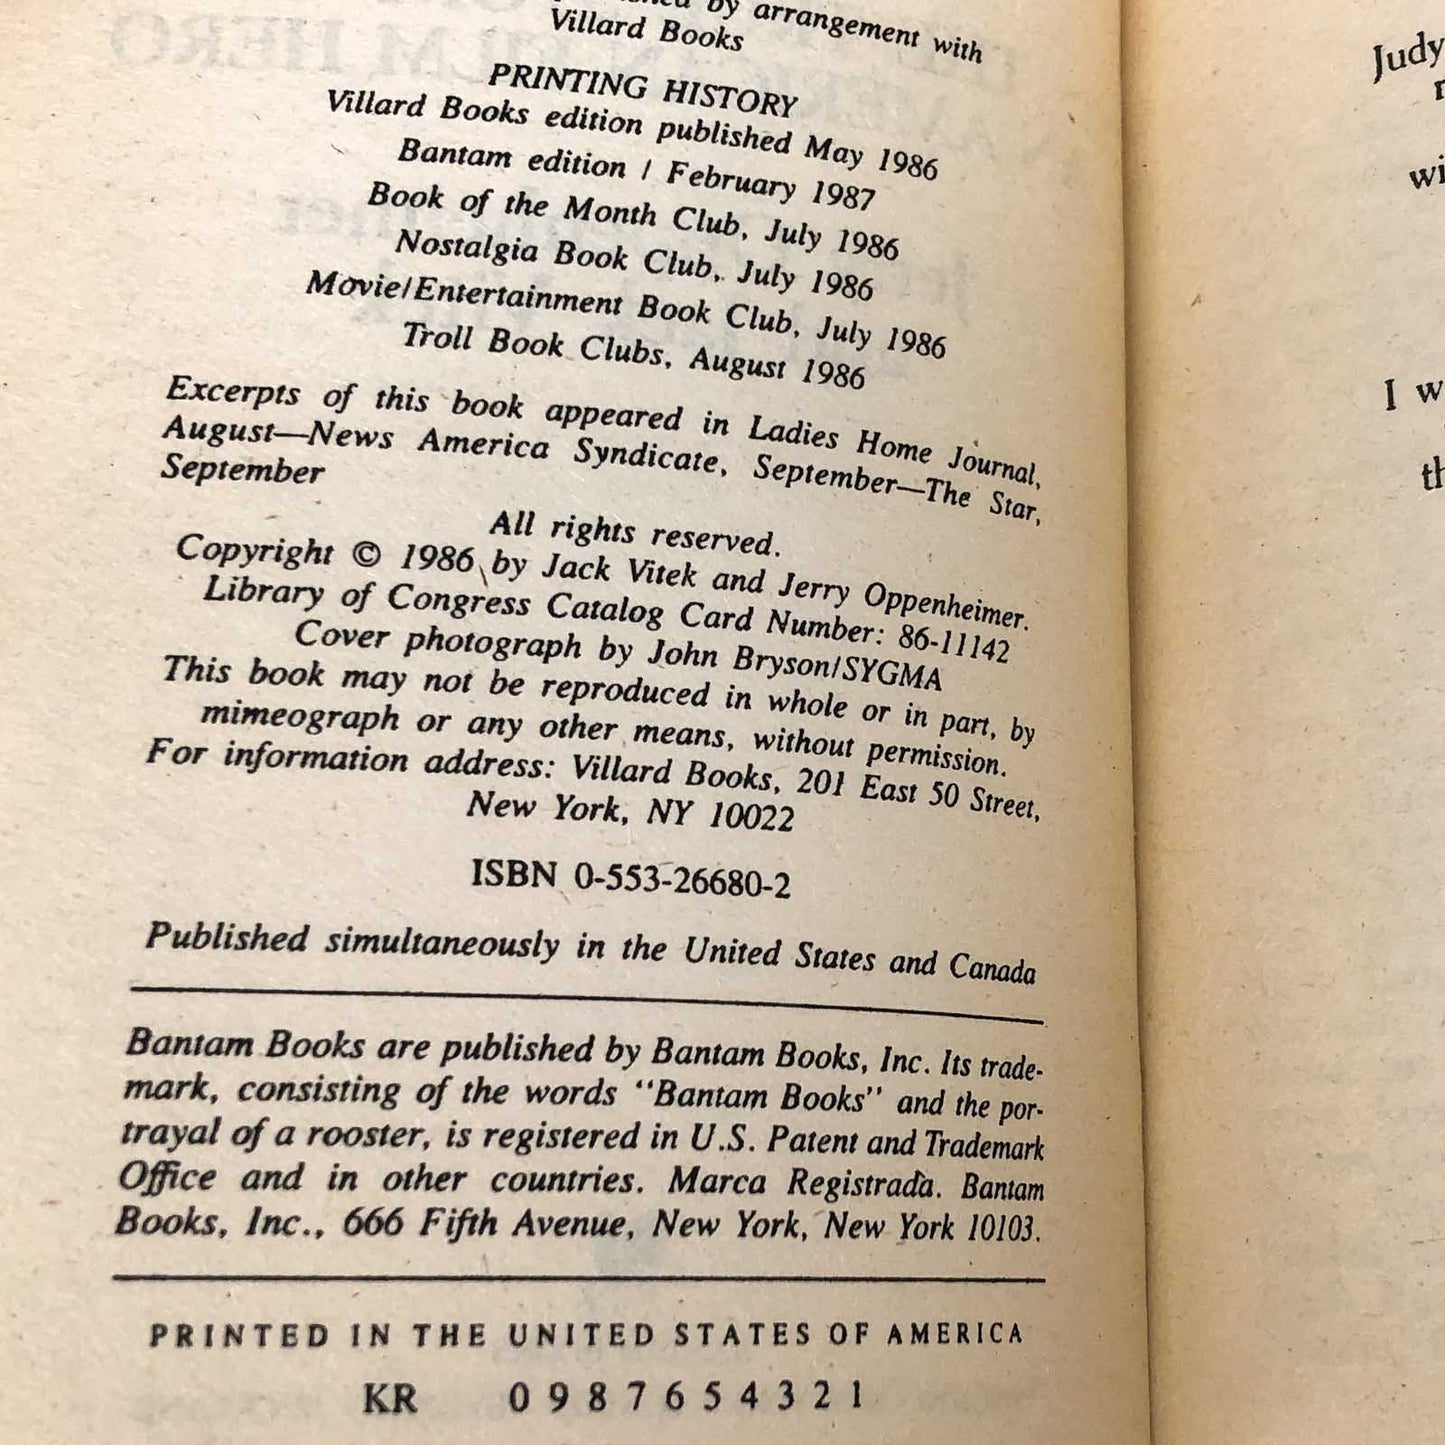 by arrangement with
Villard Books
PRINTING HISTORY
Villard Books edition published May 1986
Bantam edition / February 1987
Book of the Month Club, July 1986
Nostalgia Book Club, July 1986
Movie/Entertainment Book Club, July 1986
Troll Book Clubs, August 1986
Excerpts of this book appeared in Ladies Home Journal,
August—News America Syndicate, September—The Star,
September
All rights reserved.
Copyright © 1986 by Jack Vitek and Jerry Oppenheimer.
Library of Congress Catalog Card Number: 86-11142
Cover photograph by John Bryson/SYGMA
This book may not be reproduced in whole or in part, by
mimeograph or any other means, without permission.
For information address: Villard Books, 201 East 50 Street,
New York, NY 10022
ISBN 0-553-26680-2
Published simultaneously in the United States and Canada
Bantam Books are published by Bantam Books, Inc. Its trade-
mark, consisting of the words "Bantam Books" and the por-
trayal of a rooster, is registered in U.S. Patent and Trademark
Office and in other countries. Marca Registrada. Bantam
Books, Inc., 666 Fifth Avenue, New York, New York 10103.
PRINTED IN THE UNITED STATES OF AMERICA
KR 0 9 8 7 6 5 4 3 2 1
Judy
wi
I w
th